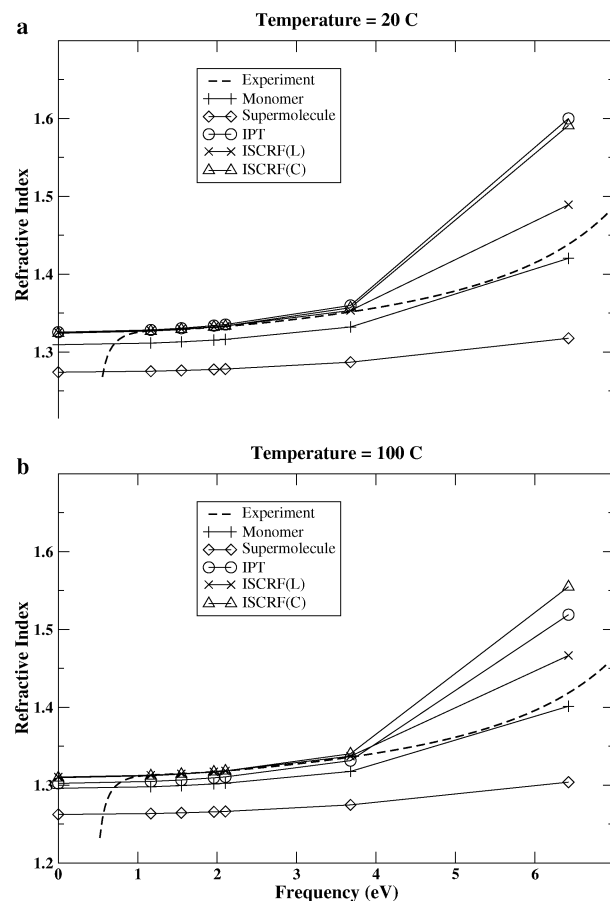 a
Temperature = 20 C
Experiment
Monomer
Supermolecule
IPT
ISCRF(L)
ISCRF(C)
Refractive Index
1.6
1.5
1.4
1.3
b
Temperature = 100 C
Experiment
Monomer
Supermolecule
IPT
ISCRF(L)
ISCRF(C)
Refractive Index
1.6
1.5
1.4
1.3
1.2
0 1 2 3 4 5 6
Frequency (eV)